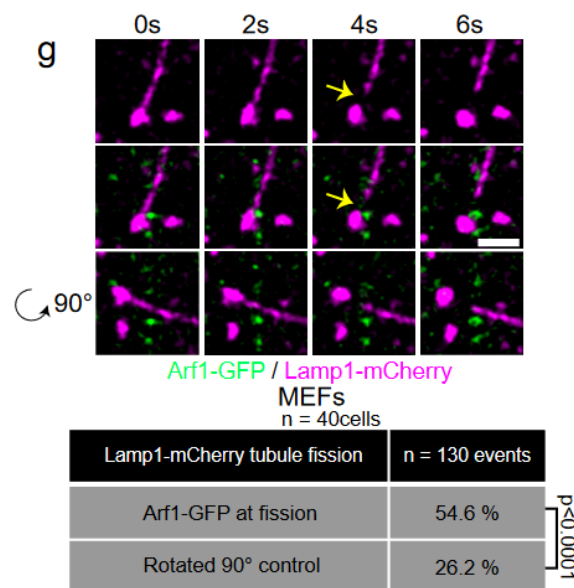 g
0s 2s 4s 6s
90°
Arf1-GFP / Lamp1-mCherry
MEFs
n = 40cells
Lamp1-mCherry tubule fission n = 130 events
Arf1-GFP at fission 54.6 %
Rotated 90° control 26.2 %
p<0.0001